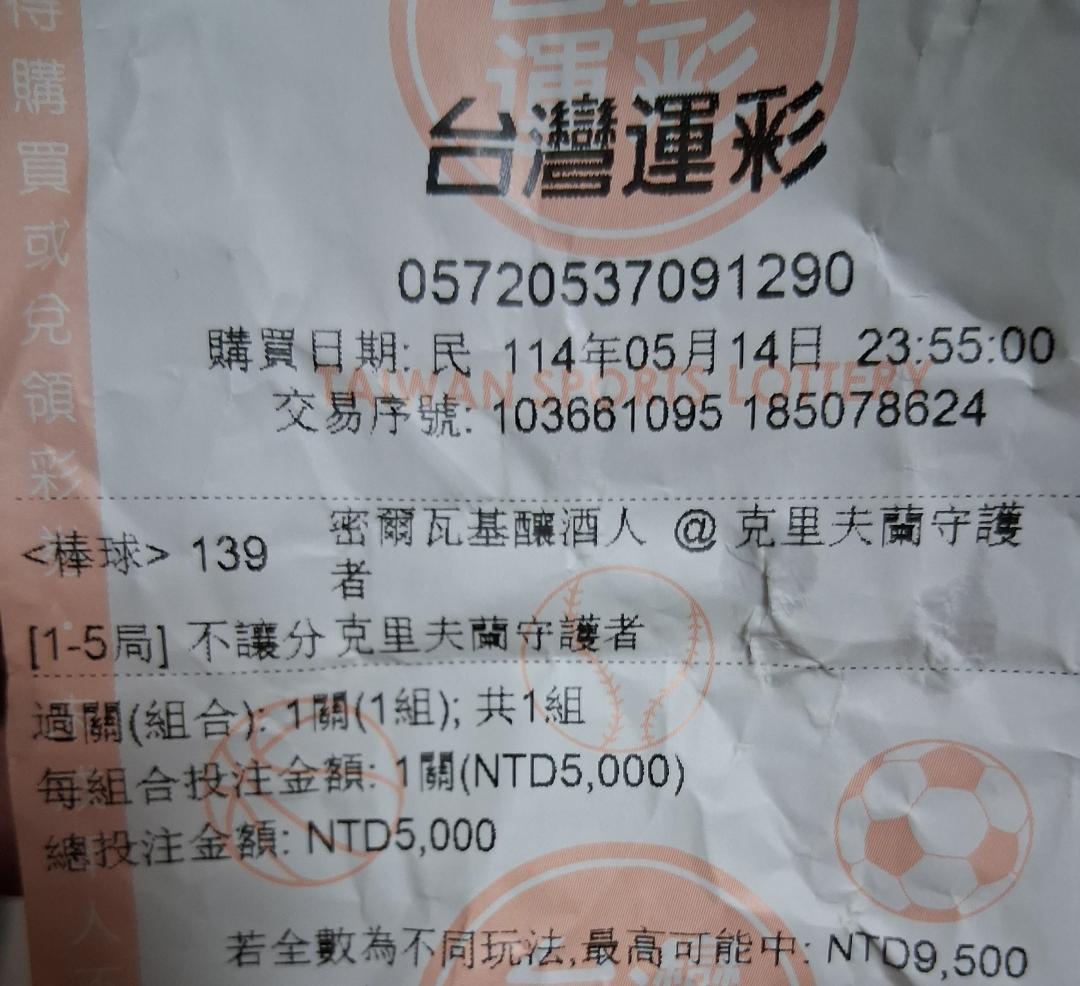 台灣運彩
05720537091290
購買日期: 民 114年05月14日 23:55:00
TAIWAN SPORTS LOTTERY
交易序號: 103661095 185078624
<棒球> 139 密爾瓦基釀酒人 @ 克里夫蘭守護
者
[1-5局] 不讓分 克里夫蘭守護者
過關(組合): 1關(1組); 共1組
每組合投注金額: 1關(NTD5,000)
總投注金額: NTD5,000
若全數為不同玩法,最高可能中: NTD9,500
購買或兌領彩
運彩